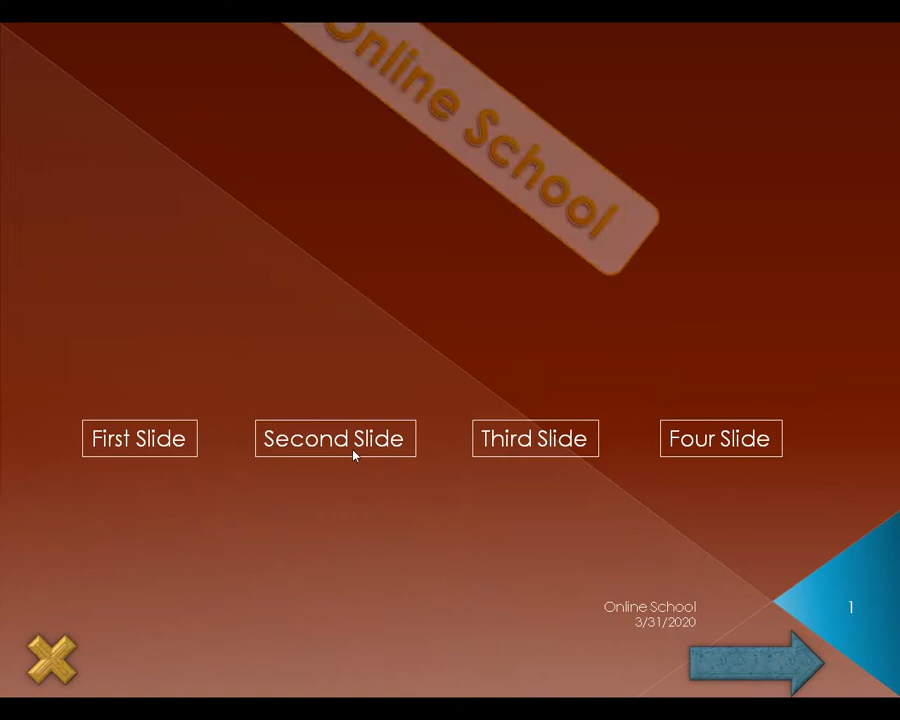 Online School
First Slide
Second Slide
Third Slide
Four Slide
Online School
3/31/2020
1